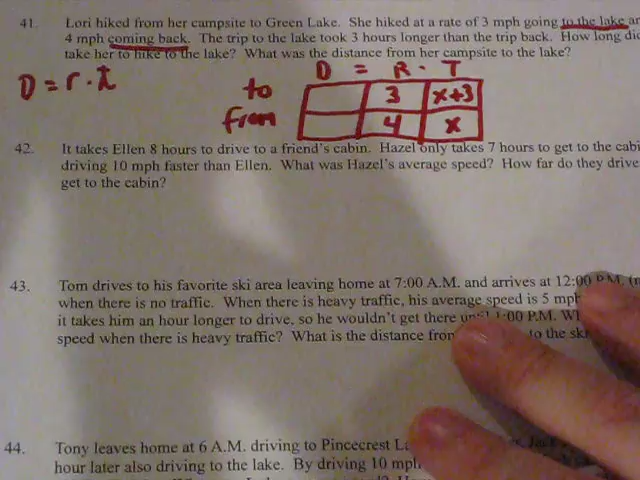 41. Lori hiked from her campsite to Green Lake. She hiked at a rate of 3 mph going to the lake
4 mph coming back. The trip to the lake took 3 hours longer than the trip back. How long
take her to hike to the lake? What was the distance from her campsite to the lake?
D = R · T
D = r · t
to 3 x+3
from 4 x
42. It takes Ellen 8 hours to drive to a friend's cabin. Hazel only takes 7 hours to get to the
driving 10 mph faster than Ellen. What was Hazel's average speed? How far do they drive
get to the cabin?
43. Tom drives to his favorite ski area leaving home at 7:00 A.M. and arrives at 12:00 P.M.
when there is no traffic. When there is heavy traffic, his average speed is 5 mph
it takes him an hour longer to drive, so he wouldn't get there until 1:00 P.M.
speed when there is heavy traffic? What is the distance to the
44. Tony leaves home at 6 A.M. driving to Pinecrest
hour later also driving to the lake. By driving 10 mph